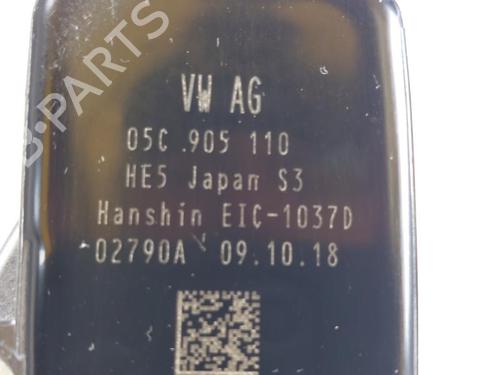 VW AG
05C 905 110
HE5 Japan S3
Hanshin EIC-1037D
02790A 09.10.18
B-PARTS